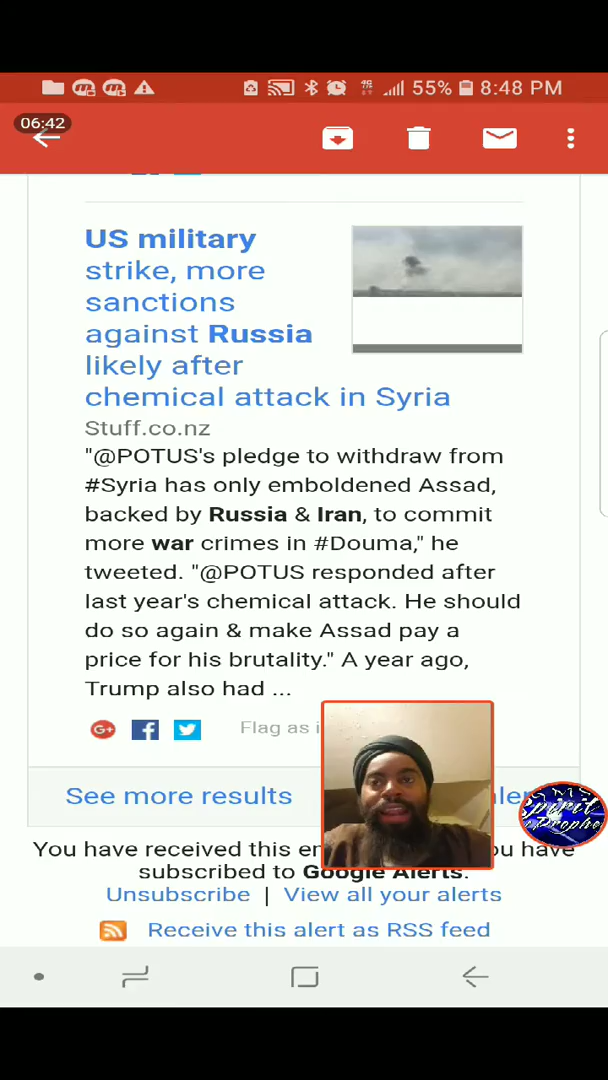 55% 8:48 PM
06:42
US military
strike, more
sanctions
against Russia
likely after
chemical attack in Syria
Stuff.co.nz
"@POTUS's pledge to withdraw from
#Syria has only emboldened Assad,
backed by Russia & Iran, to commit
more war crimes in #Douma," he
tweeted. "@POTUS responded after
last year's chemical attack. He should
do so again & make Assad pay a
price for his brutality." A year ago,
Trump also had ...
G+ Flag as
See more results
You have received this have
subscribed to Google Alerts.
Unsubscribe | View all your alerts
Receive this alert as RSS feed
Spirit